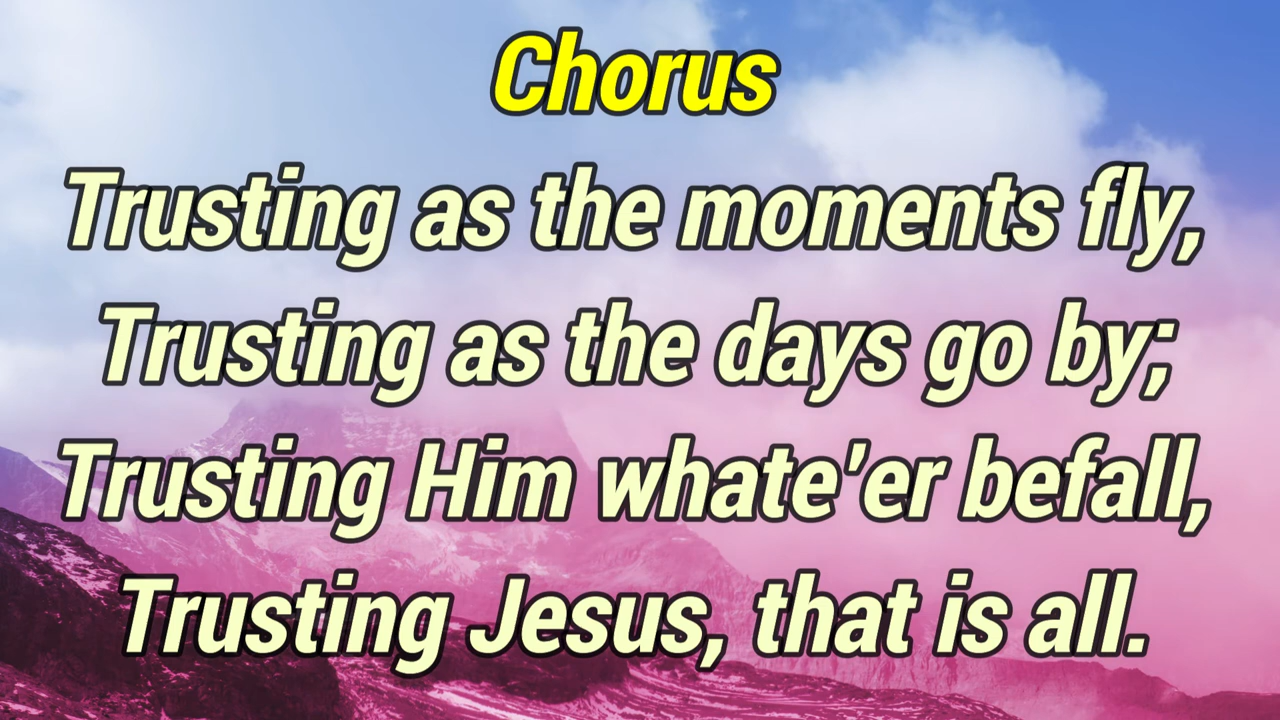 Chorus
Trusting as the moments fly,
Trusting as the days go by;
Trusting Him whate'er befall,
Trusting Jesus, that is all.